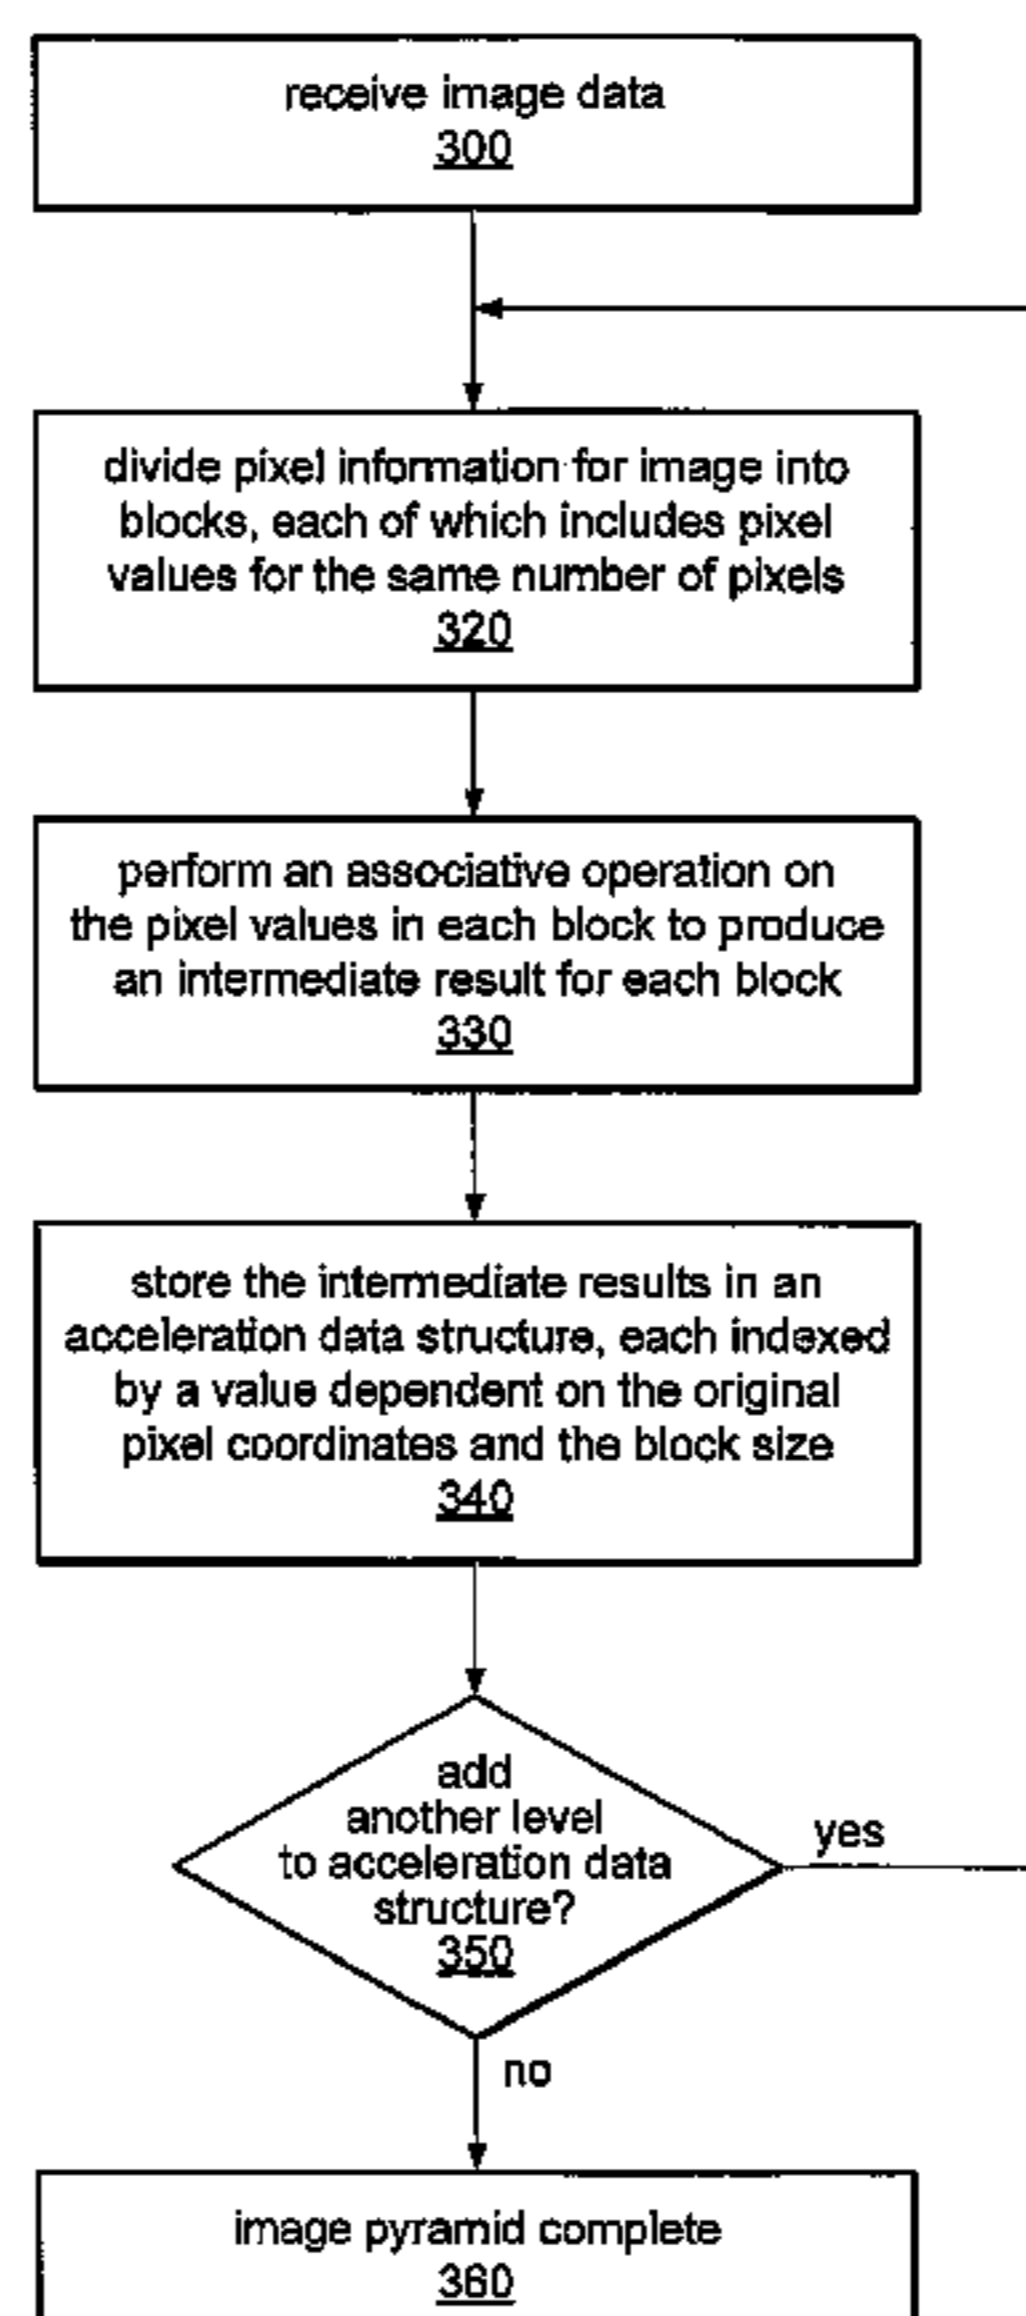 receive image data
300
divide pixel information for image into
blocks, each of which includes pixel
values for the same number of pixels
320
perform an associative operation on
the pixel values in each block to produce
an intermediate result for each block
330
store the intermediate results in an
acceleration data structure, each indexed
by a value dependent on the original
pixel coordinates and the block size
340
add
another level
to acceleration data
structure?
350
yes
no
image pyramid complete
360